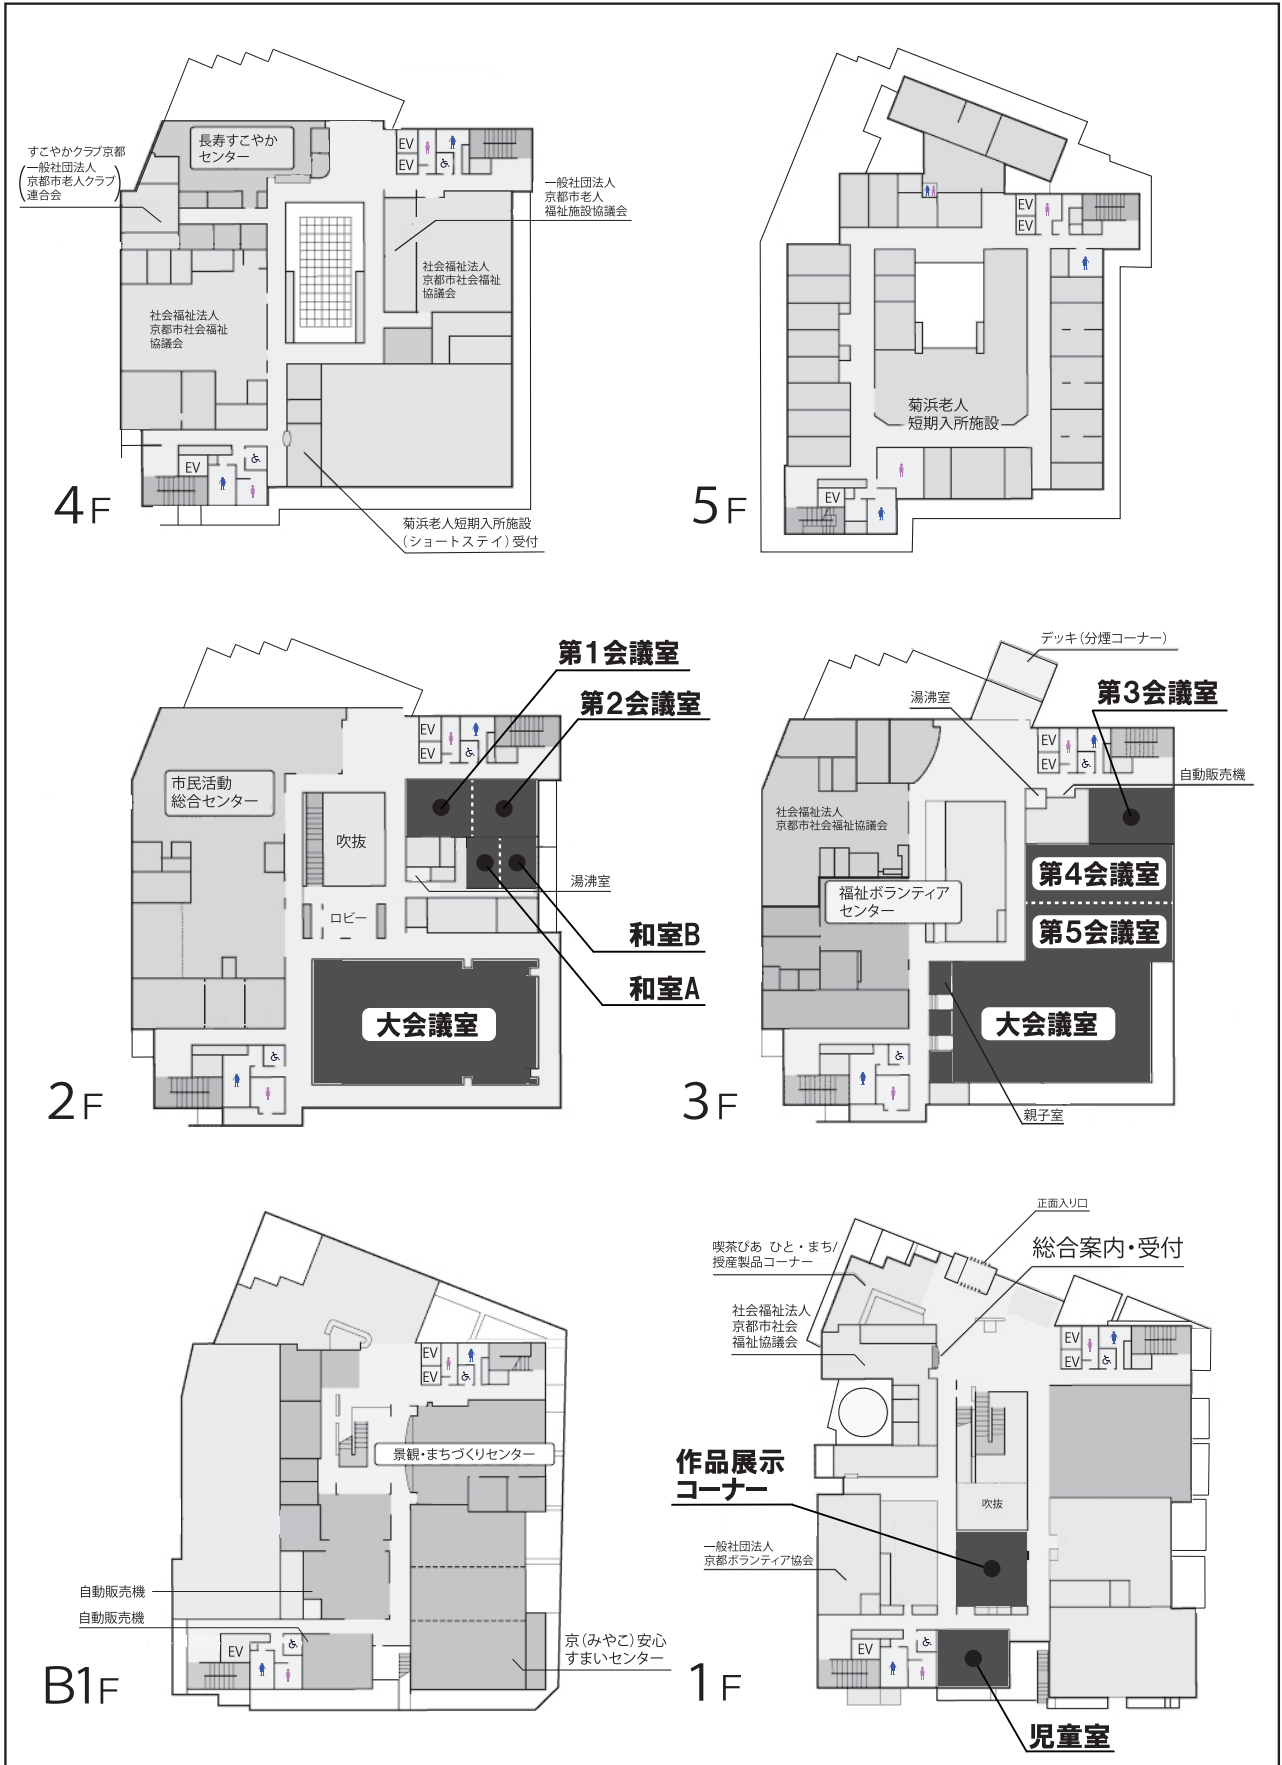 長寿すこやか
センター
すこやかクラブ京都
一般社団法人
京都市老人クラブ
連合会
EV
EV
一般社団法人
京都市老人
福祉施設協議会
社会福祉法人
京都市社会福祉
協議会
社会福祉法人
京都市社会福祉
協議会
EV
4F
菊浜老人短期入所施設
(ショートステイ)受付
EV
EV
菊浜老人
短期入所施設
EV
5F
第1会議室
第2会議室
EV
EV
市民活動
総合センター
吹抜
湯沸室
ロビー
和室B
和室A
大会議室
2F
デッキ(分煙コーナー)
湯沸室
第3会議室
EV
EV
自動販売機
社会福祉法人
京都市社会福祉協議会
第4会議室
福祉ボランティア
センター
第5会議室
大会議室
3F
親子室
EV
EV
景観・まちづくりセンター
自動販売機
自動販売機
EV
京(みやこ)安心
すまいセンター
B1F
正面入り口
喫茶ぴあ ひと・まち/
授産製品コーナー
総合案内・受付
社会福祉法人
京都市社会
福祉協議会
EV
EV
作品展示
コーナー
吹抜
一般社団法人
京都ボランティア協会
EV
1F
児童室